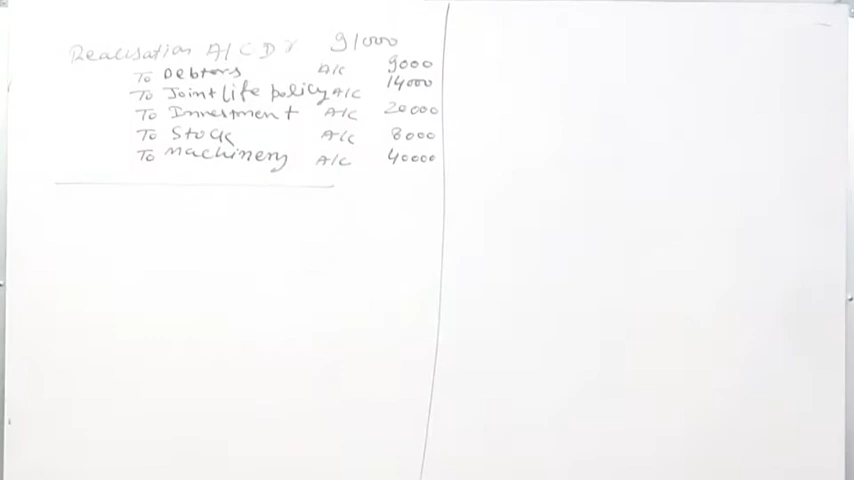 Realisation A/C Dr 91000
To Debtors A/C 9000
To Joint Life policy A/C 14000
To Investment A/C 20000
To Stock A/C 8000
To Machinery A/C 40000